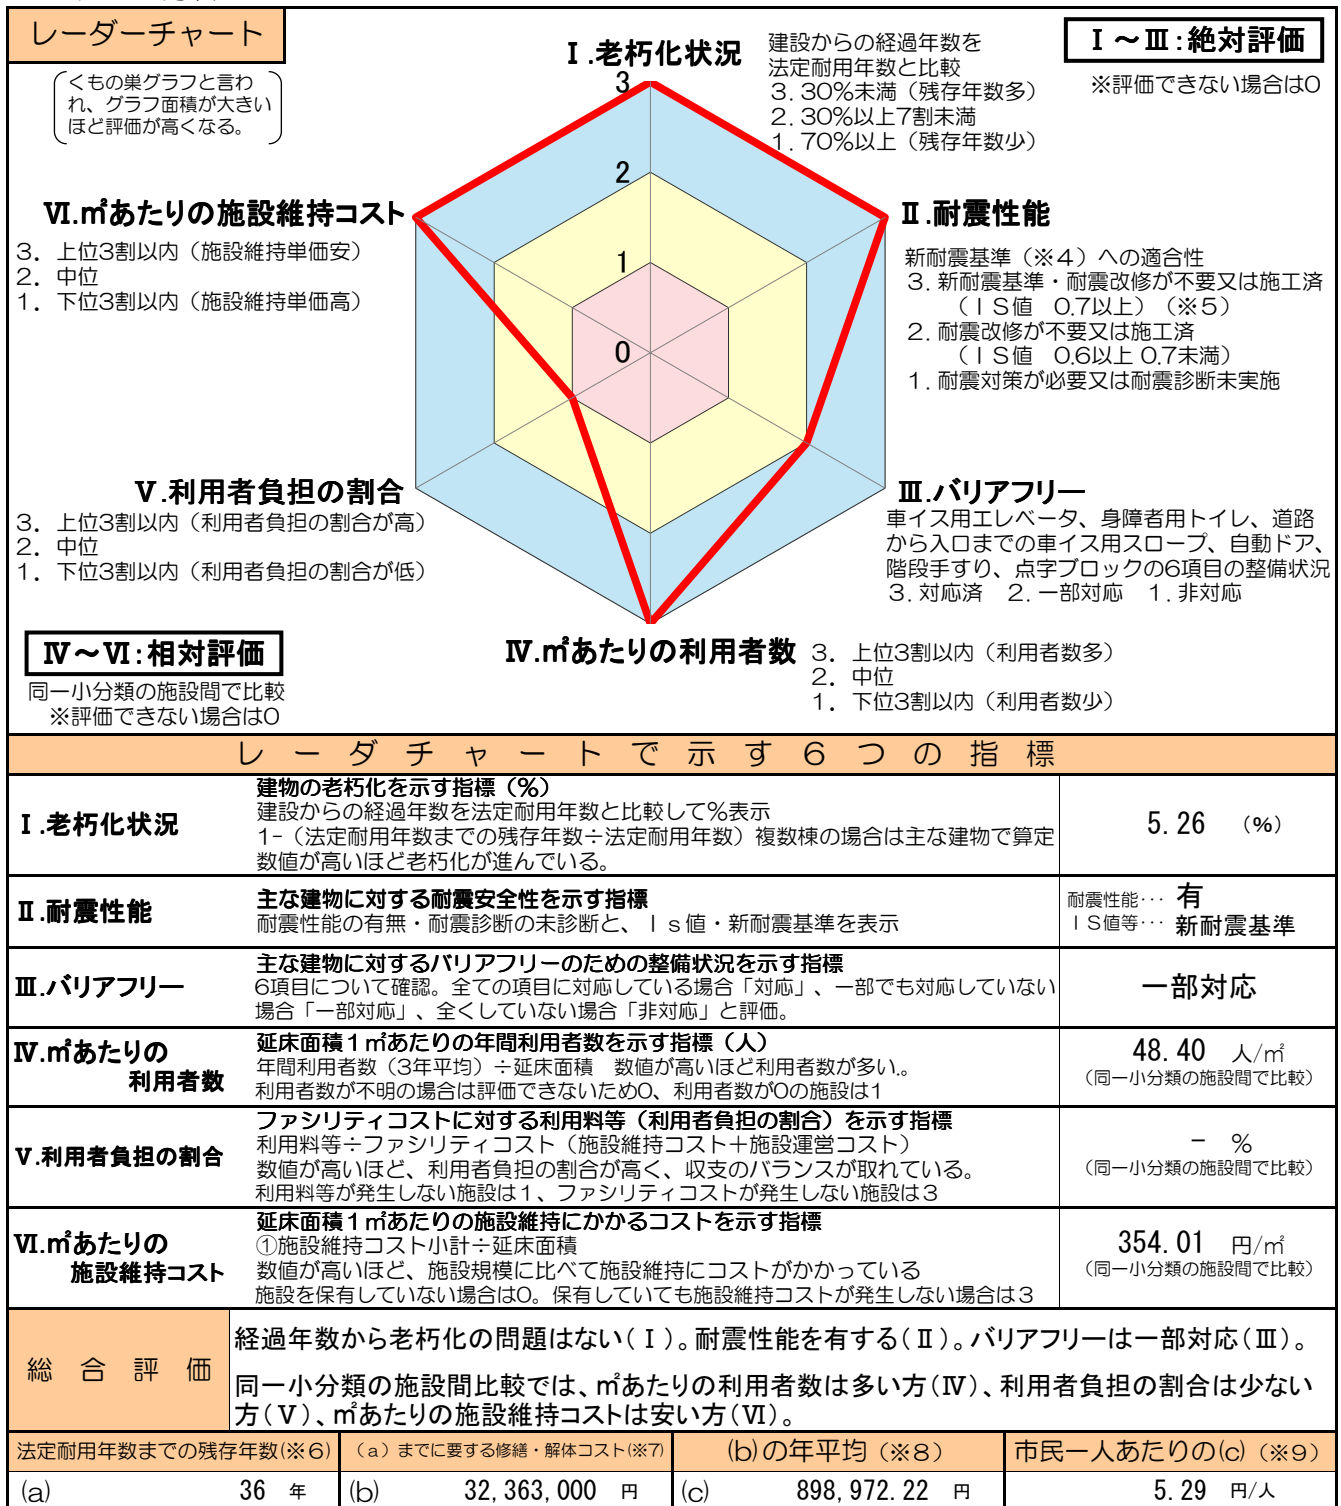 レーダーチャート
くもの巣グラフと言わ
れ、グラフ面積が大きい
ほど評価が高くなる。
Ⅰ.老朽化状況
建設からの経過年数を
法定耐用年数と比較
3. 30%未満（残存年数多）
2. 30%以上7割未満
1. 70%以上（残存年数少）
Ⅰ～Ⅲ:絶対評価
※評価できない場合は0
3
2
1
0
Ⅵ.㎡あたりの施設維持コスト
3. 上位3割以内（施設維持単価安）
2. 中位
1. 下位3割以内（施設維持単価高）
Ⅱ.耐震性能
新耐震基準（※4）への適合性
3. 新耐震基準・耐震改修が不要又は施工済
（ＩＳ値 0.7以上）（※5）
2. 耐震改修が不要又は施工済
（ＩＳ値 0.6以上 0.7未満）
1. 耐震対策が必要又は耐震診断未実施
Ⅴ.利用者負担の割合
3. 上位3割以内（利用者負担の割合が高）
2. 中位
1. 下位3割以内（利用者負担の割合が低）
Ⅲ.バリアフリー
車イス用エレベータ、身障者用トイレ、道路
から入口までの車イス用スロープ、自動ドア、
階段手すり、点字ブロックの6項目の整備状況
3. 対応済 2. 一部対応 1. 非対応
Ⅳ～Ⅵ:相対評価
同一小分類の施設間で比較
※評価できない場合は0
Ⅳ.㎡あたりの利用者数
3. 上位3割以内（利用者数多）
2. 中位
1. 下位3割以内（利用者数少）
レーダチャートで示す6つの指標
Ⅰ.老朽化状況
建物の老朽化を示す指標（%）
建設からの経過年数を法定耐用年数と比較して%表示
1-（法定耐用年数までの残存年数÷法定耐用年数）複数棟の場合は主な建物で算定
数値が高いほど老朽化が進んでいる。
5.26 (%)
Ⅱ.耐震性能
主な建物に対する耐震安全性を示す指標
耐震性能の有無・耐震診断の未診断と、Ｉｓ値・新耐震基準を表示
耐震性能･･･ 有
ＩＳ値等･･･ 新耐震基準
Ⅲ.バリアフリー
主な建物に対するバリアフリーのための整備状況を示す指標
6項目について確認。全ての項目に対応している場合「対応」、一部でも対応していない
場合「一部対応」、全くしていない場合「非対応」と評価。
一部対応
Ⅳ.㎡あたりの
利用者数
延床面積１㎡あたりの年間利用者数を示す指標（人）
年間利用者数（3年平均）÷延床面積 数値が高いほど利用者数が多い。
利用者数が不明の場合は評価できないため0、利用者数が0の施設は1
48.40 人/㎡
(同一小分類の施設間で比較)
Ⅴ.利用者負担の割合
ファシリティコストに対する利用料等（利用者負担の割合）を示す指標
利用料等÷ファシリティコスト（施設維持コスト＋施設運営コスト）
数値が高いほど、利用者負担の割合が高く、収支のバランスが取れている。
利用料等が発生しない施設は1、ファシリティコストが発生しない施設は3
- %
(同一小分類の施設間で比較)
Ⅵ.㎡あたりの
施設維持コスト
延床面積1㎡あたりの施設維持にかかるコストを示す指標
①施設維持コスト小計÷延床面積
数値が高いほど、施設規模に比べて施設維持にコストがかかっている
施設を保有していない場合は0。保有していても施設維持コストが発生しない場合は3
354.01 円/㎡
(同一小分類の施設間で比較)
総合評価
経過年数から老朽化の問題はない(Ⅰ)。耐震性能を有する(Ⅱ)。バリアフリーは一部対応(Ⅲ)。
同一小分類の施設間比較では、㎡あたりの利用者数は多い方(Ⅳ)、利用者負担の割合は少ない
方(Ⅴ)、㎡あたりの施設維持コストは安い方(Ⅵ)。
法定耐用年数までの残存年数(※6)
（a）までに要する修繕・解体コスト(※7)
(b)の年平均（※8）
市民一人あたりの(c)（※9）
(a) 36 年
(b) 32,363,000 円
(c) 898,972.22 円
5.29 円/人